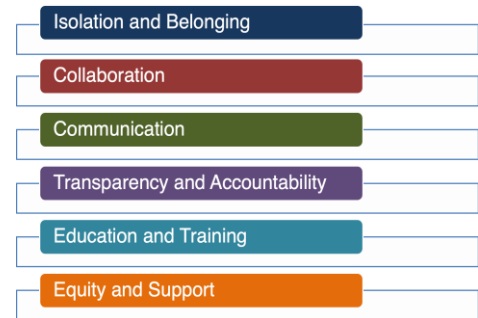 Isolation and Belonging
Collaboration
Communication
Transparency and Accountability
Education and Training
Equity and Support